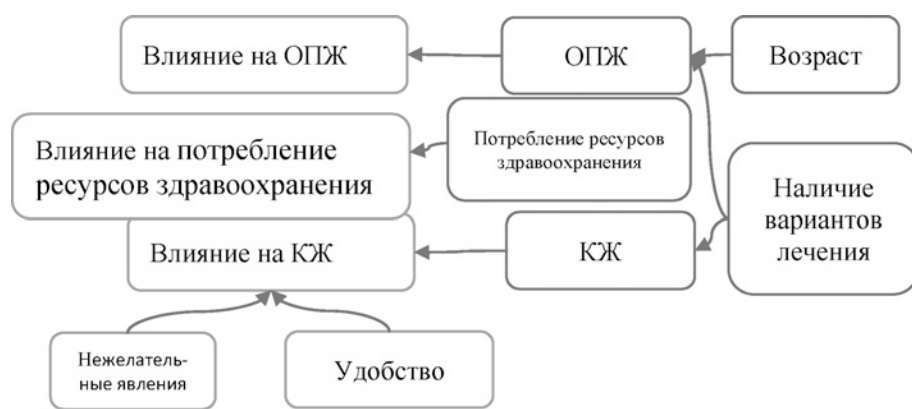 Влияние на ОПЖ
ОПЖ
Возраст
Влияние на потребление
ресурсов здравоохранения
Потребление ресурсов
здравоохранения
Наличие
вариантов
лечения
Влияние на КЖ
КЖ
Нежелатель-
ные явления
Удобство